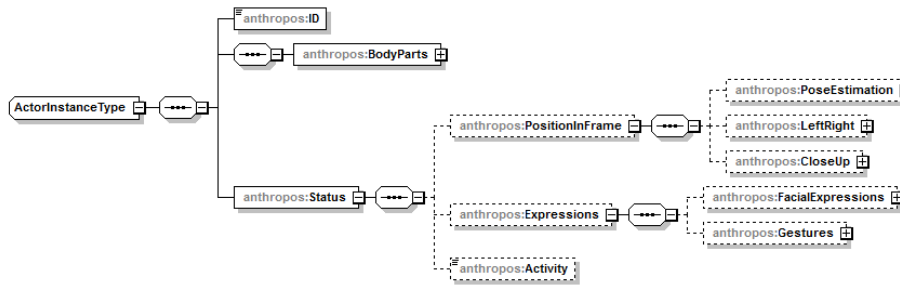 anthropos:ID
anthropos:BodyParts
ActorInstanceType
anthropos:PoseEstimation
anthropos:PositionInFrame
anthropos:LeftRight
anthropos:CloseUp
anthropos:Status
anthropos:FacialExpressions
anthropos:Expressions
anthropos:Gestures
anthropos:Activity